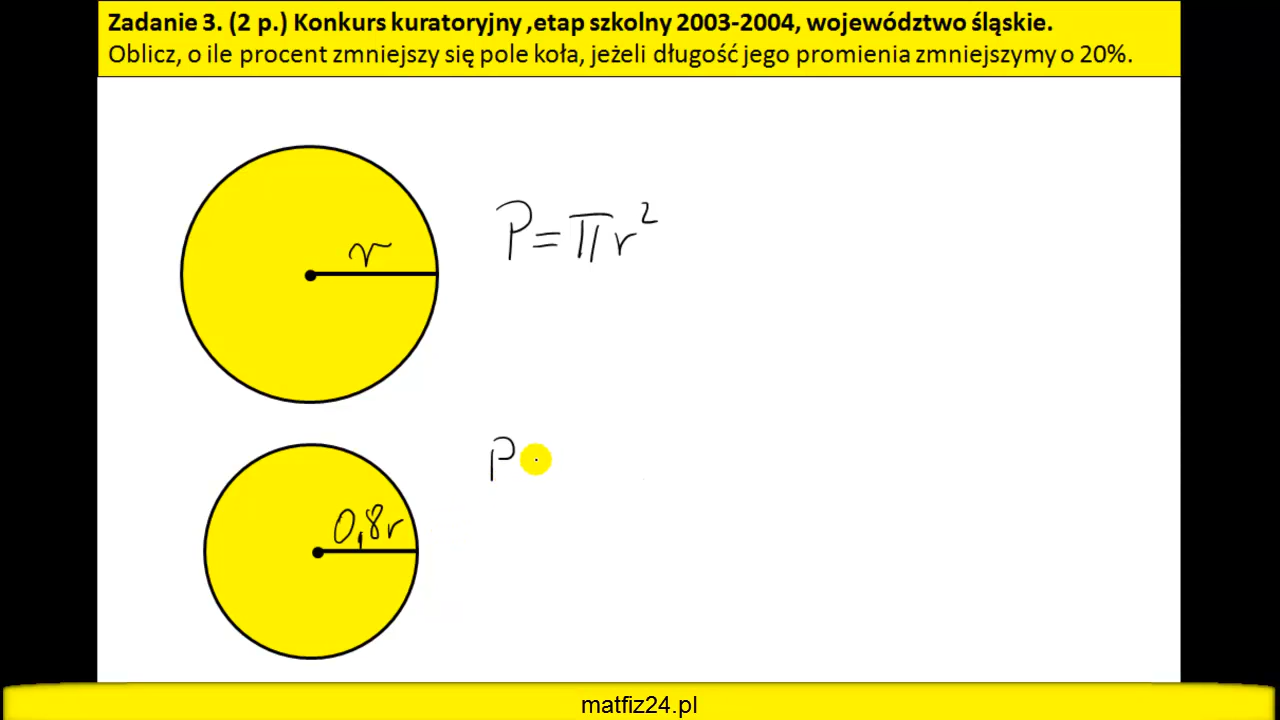 Zadanie 3. (2 p.) Konkurs kuratoryjny ,etap szkolny 2003-2004, województwo śląskie.
Oblicz, o ile procent zmniejszy się pole koła, jeżeli długość jego promienia zmniejszymy o 20%.
r
P=πr²
P
0,8r
matfiz24.pl